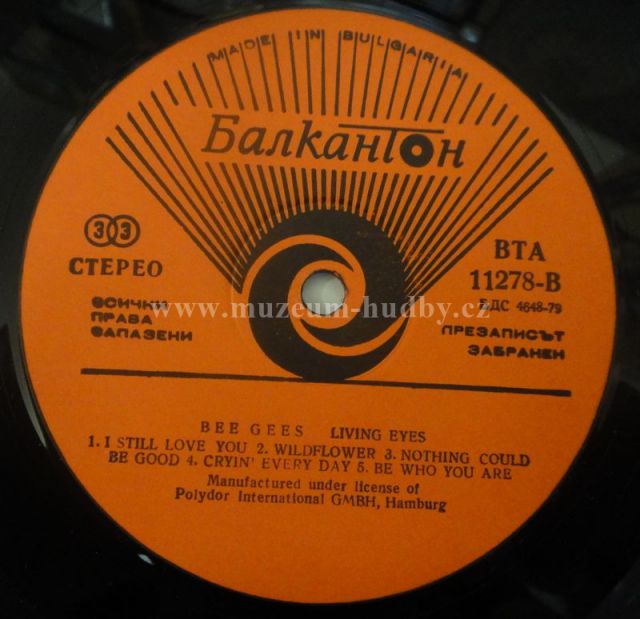 MADE IN BULGARIA
Балкантон
33
СТЕРЕО
ВСИЧКИ
ПРАВА
ЗАПАЗЕНИ
ВТА
11278-В
БДС 4648-79
ПРЕЗАПИСЪТ
ЗАБРАНЕН
www.muzeum-hudby.cz
BEE GEES LIVING EYES
1. I STILL LOVE YOU 2. WILDFLOWER 3. NOTHING COULD
BE GOOD 4. CRYIN' EVERY DAY 5. BE WHO YOU ARE
Manufactured under license of
Polydor International GMBH, Hamburg